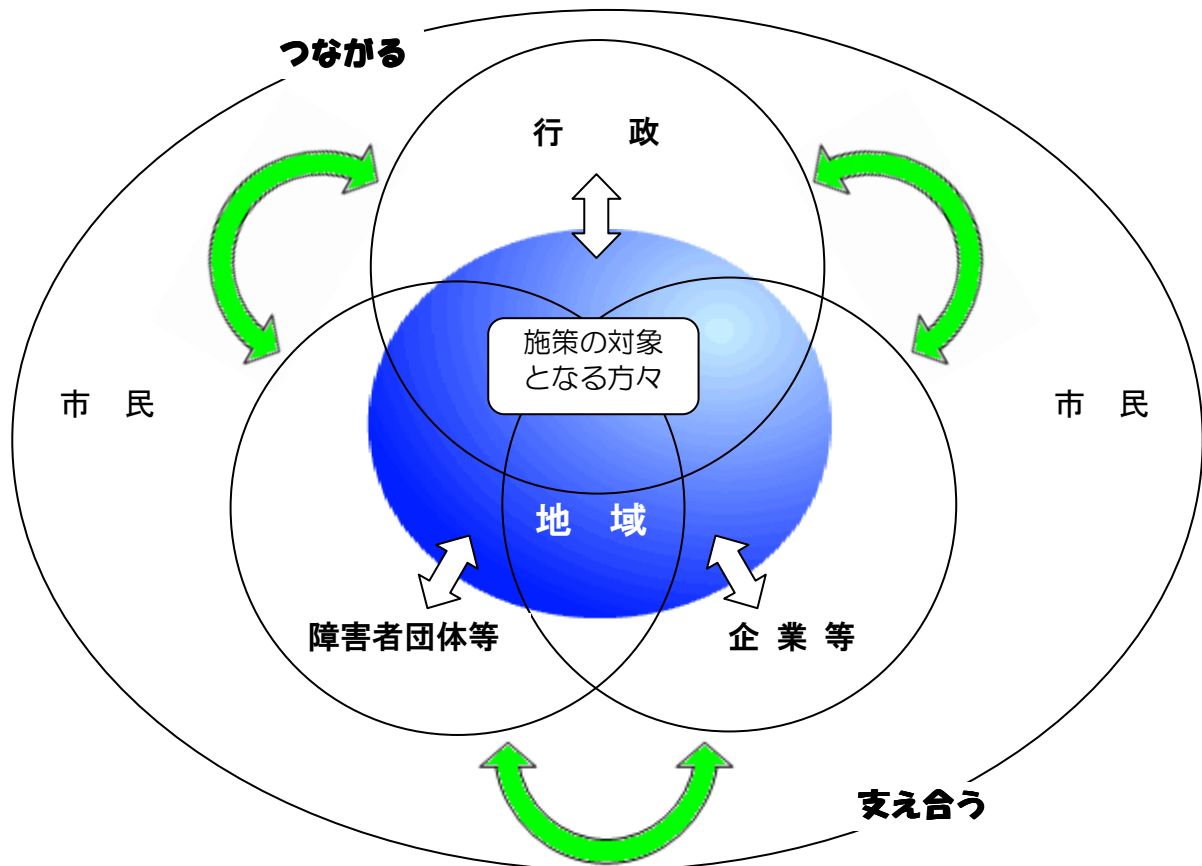 つながる
行　　政
施策の対象
となる方々
市　民
市　民
地　域
障害者団体等
企 業 等
支え合う